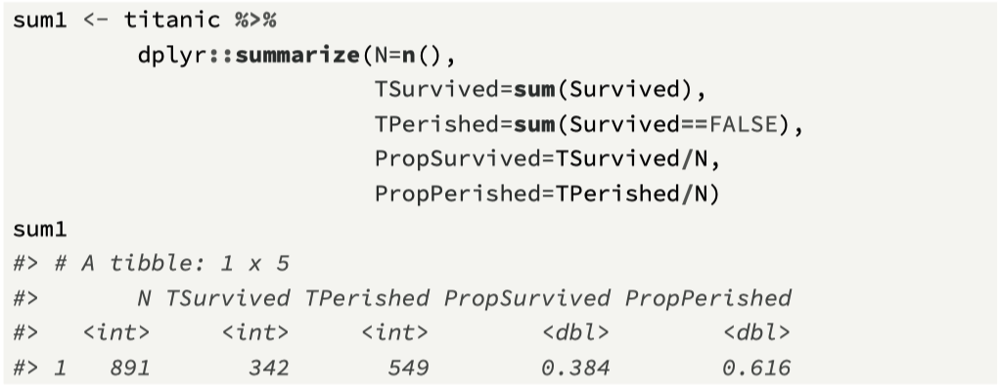 sum1 <- titanic %>%
         dplyr::summarize(N=n(),
                          TSurvived=sum(Survived),
                          TPerished=sum(Survived==FALSE),
                          PropSurvived=TSurvived/N,
                          PropPerished=TPerished/N)
sum1
#> # A tibble: 1 x 5
#>       N TSurvived TPerished PropSurvived PropPerished
#>   <int>     <int>     <int>        <dbl>        <dbl>
#> 1   891       342       549        0.384        0.616